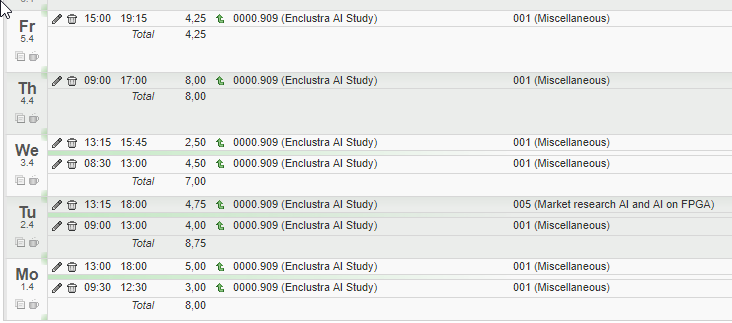 Fr
5.4
15:00 19:15 4,25 0000.909 (Enclustra AI Study) 001 (Miscellaneous)
Total 4,25
Th
4.4
09:00 17:00 8,00 0000.909 (Enclustra AI Study) 001 (Miscellaneous)
Total 8,00
We
3.4
13:15 15:45 2,50 0000.909 (Enclustra AI Study) 001 (Miscellaneous)
08:30 13:00 4,50 0000.909 (Enclustra AI Study) 001 (Miscellaneous)
Total 7,00
Tu
2.4
13:15 18:00 4,75 0000.909 (Enclustra AI Study) 005 (Market research AI and AI on FPGA)
09:00 13:00 4,00 0000.909 (Enclustra AI Study) 001 (Miscellaneous)
Total 8,75
Mo
1.4
13:00 18:00 5,00 0000.909 (Enclustra AI Study) 001 (Miscellaneous)
09:30 12:30 3,00 0000.909 (Enclustra AI Study) 001 (Miscellaneous)
Total 8,00